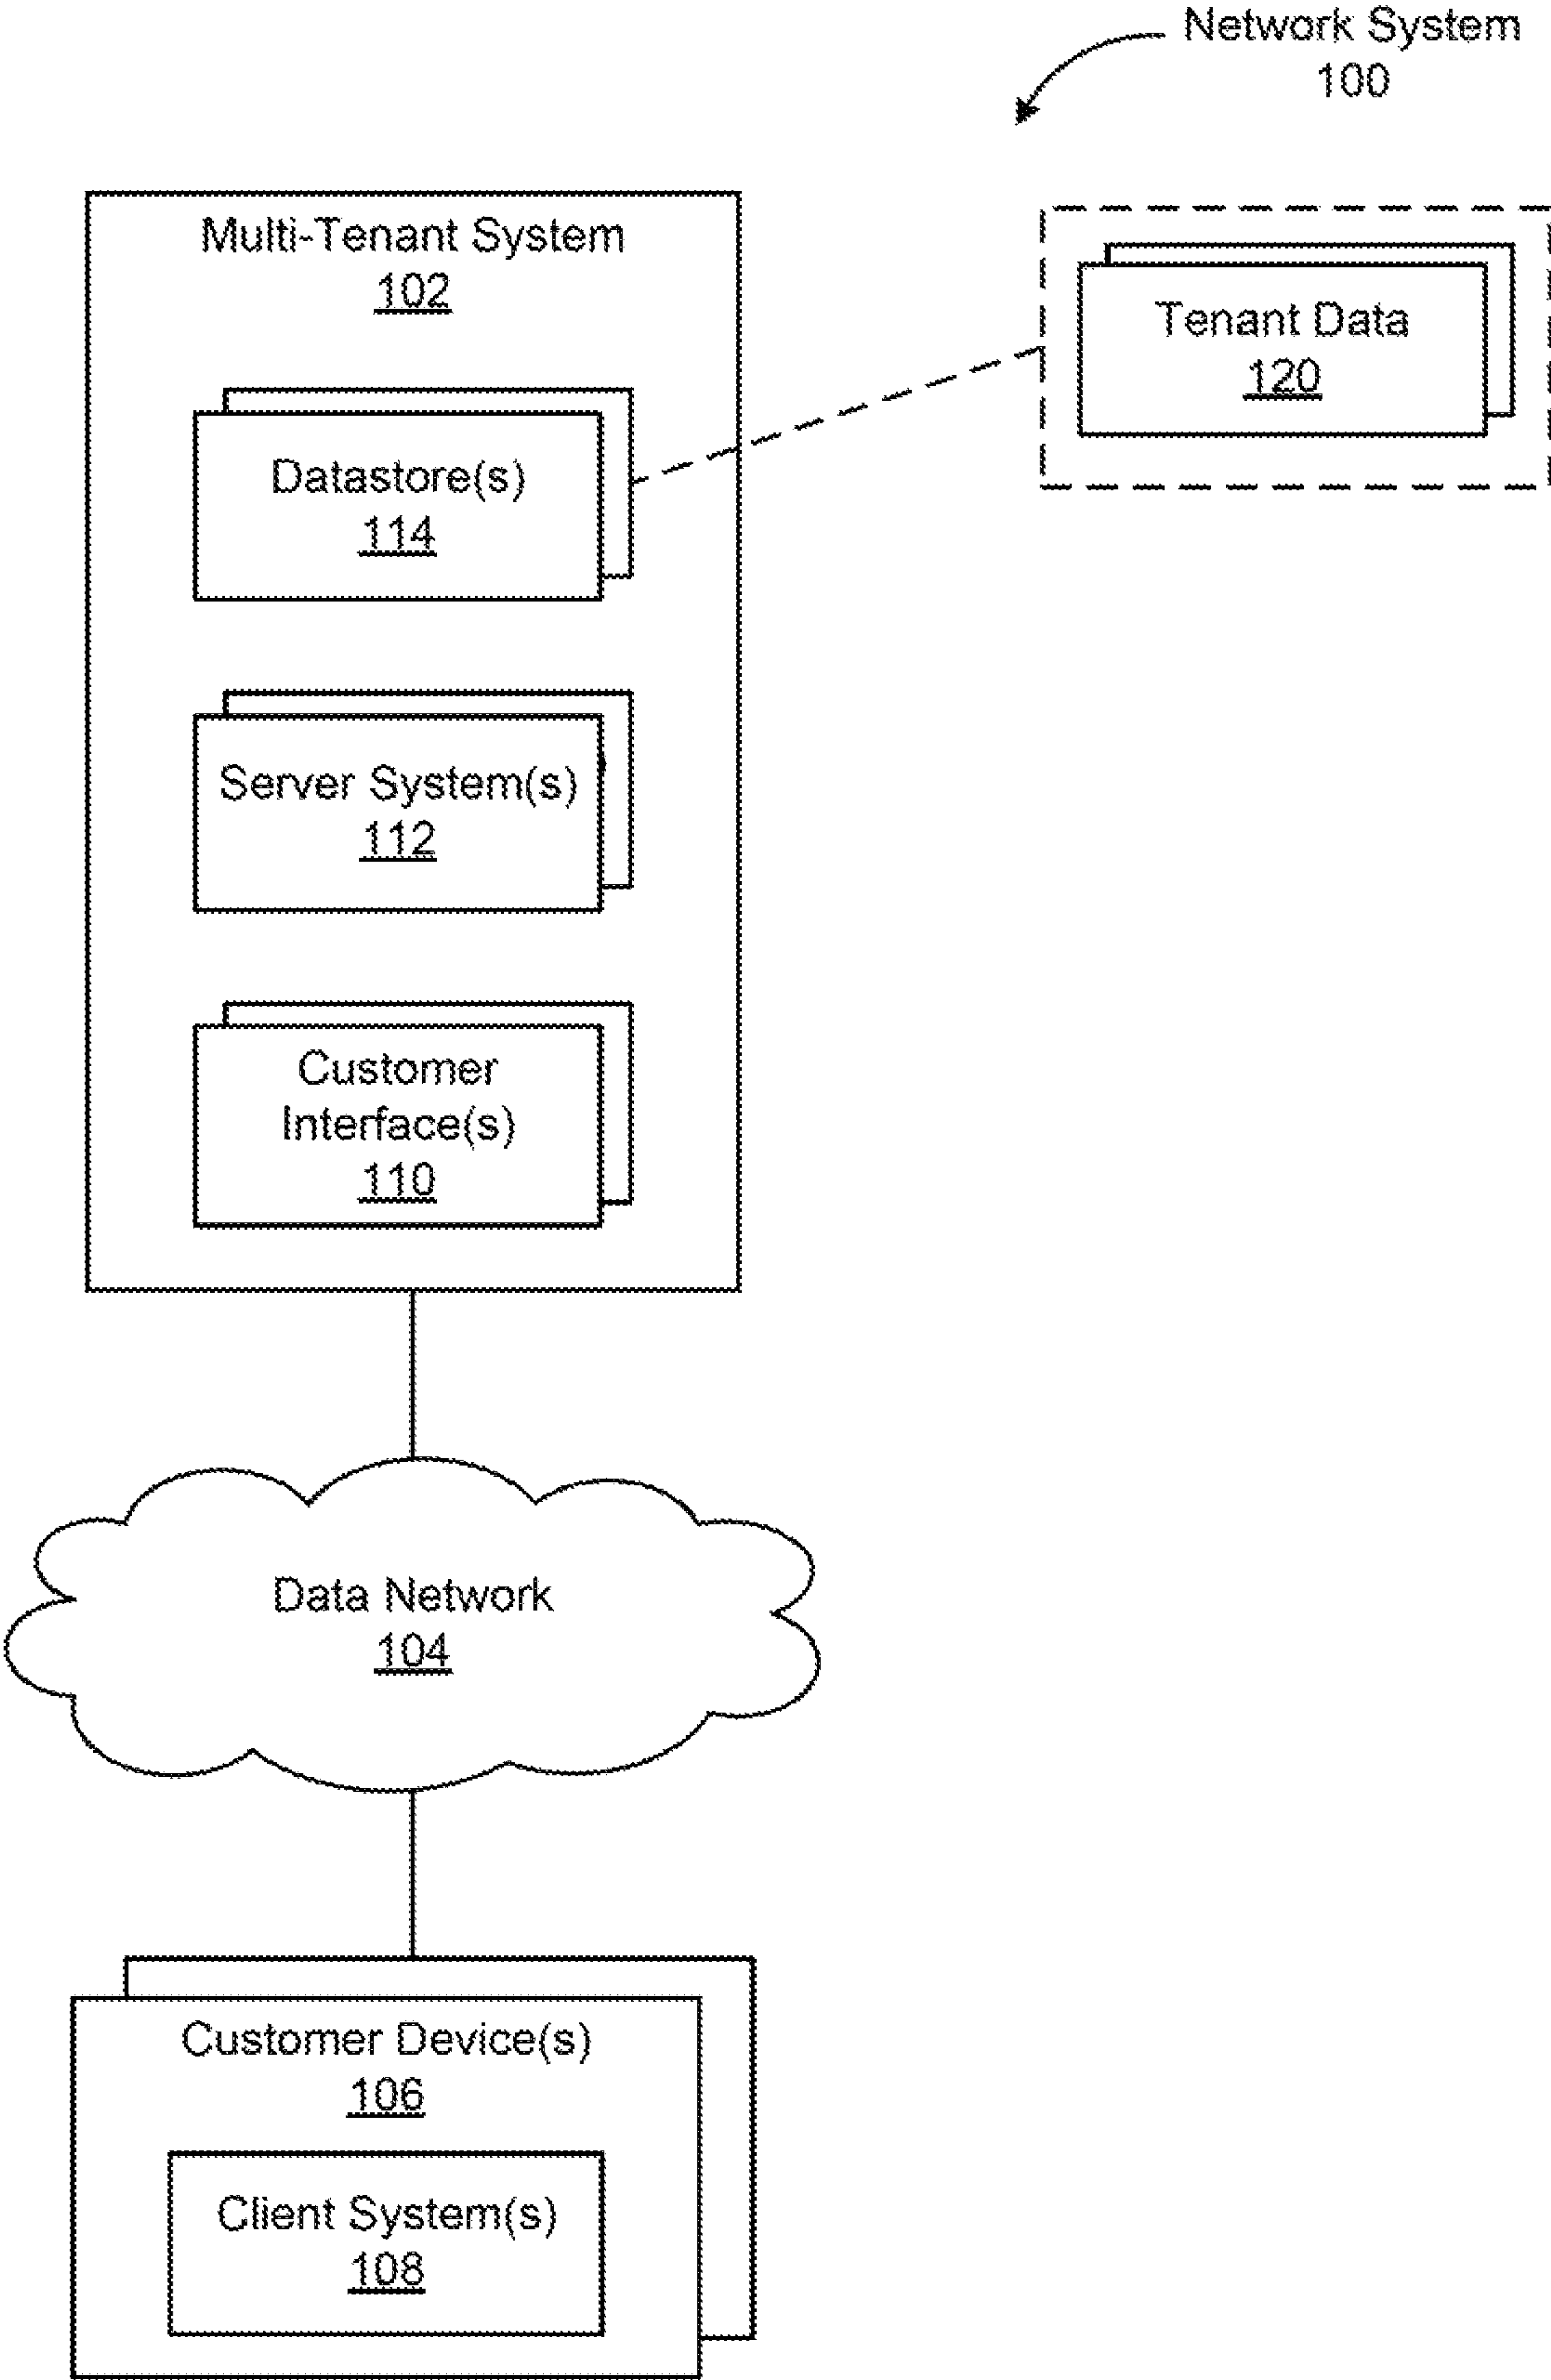 Network System
100
Multi-Tenant System
102
Tenant Data
120
Datastore(s)
114
Server System(s)
112
Customer
Interface(s)
110
Data Network
104
Customer Device(s)
106
Client System(s)
108